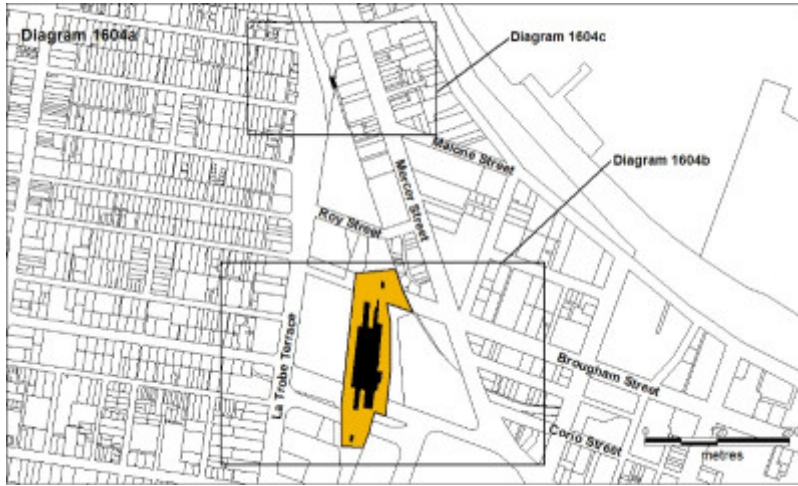 Diagram 1604a
Diagram 1604c
Malone Street
Diagram 1604b
Mercer Street
Roy Street
La Trobe Terrace
Brougham Street
Corio Street
metres